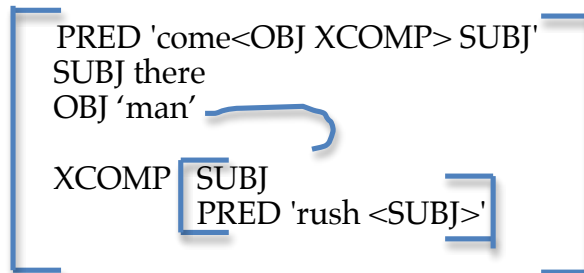 PRED 'come<OBJ XCOMP> SUBJ'
SUBJ there
OBJ ‘man’
XCOMP SUBJ
PRED 'rush <SUBJ>'